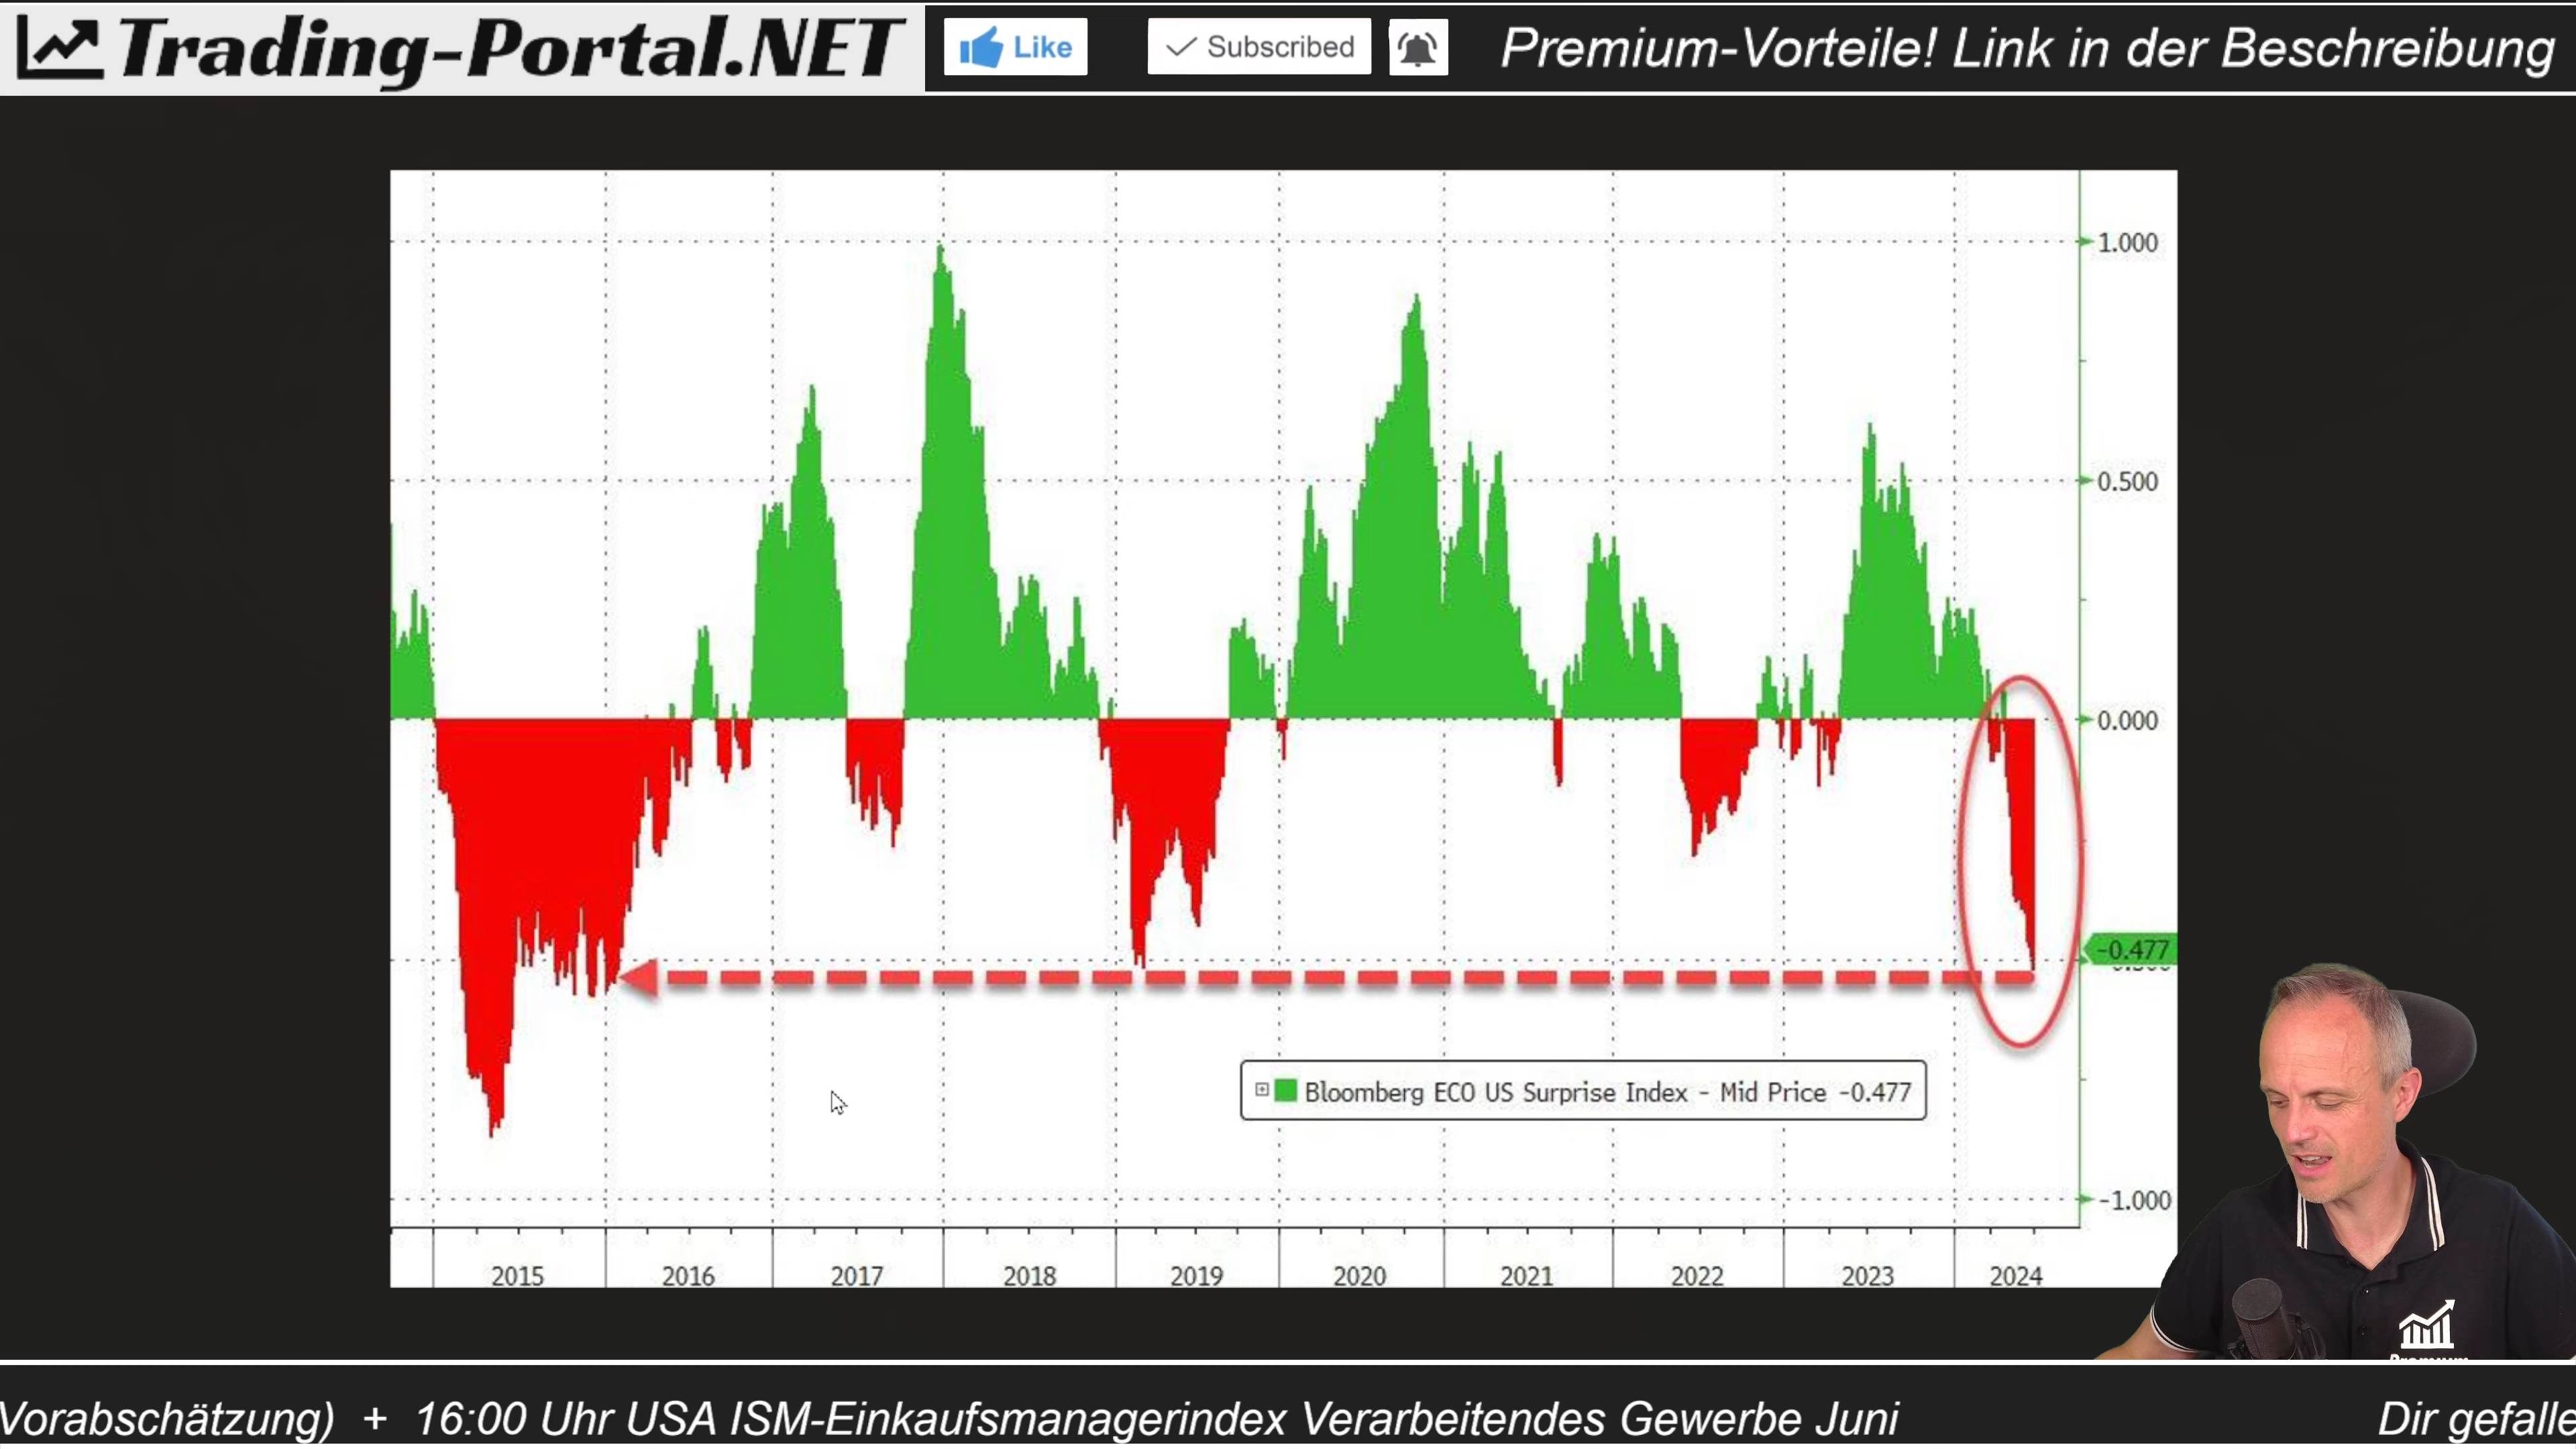 Trading-Portal.NET
Like
Subscribed
Premium-Vorteile! Link in der Beschreibung
1.000
0.500
0.000
-0.477
-1.000
Bloomberg ECO US Surprise Index - Mid Price -0.477
2015 2016 2017 2018 2019 2020 2021 2022 2023 2024
Vorabschätzung) + 16:00 Uhr USA ISM-Einkaufsmanagerindex Verarbeitendes Gewerbe Juni
Dir gefalle